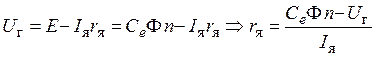 U_г = E − I_я r_я = C_e Ф n − I_я r_я ⇒ r_я = (C_e Ф n − U_г) / I_я